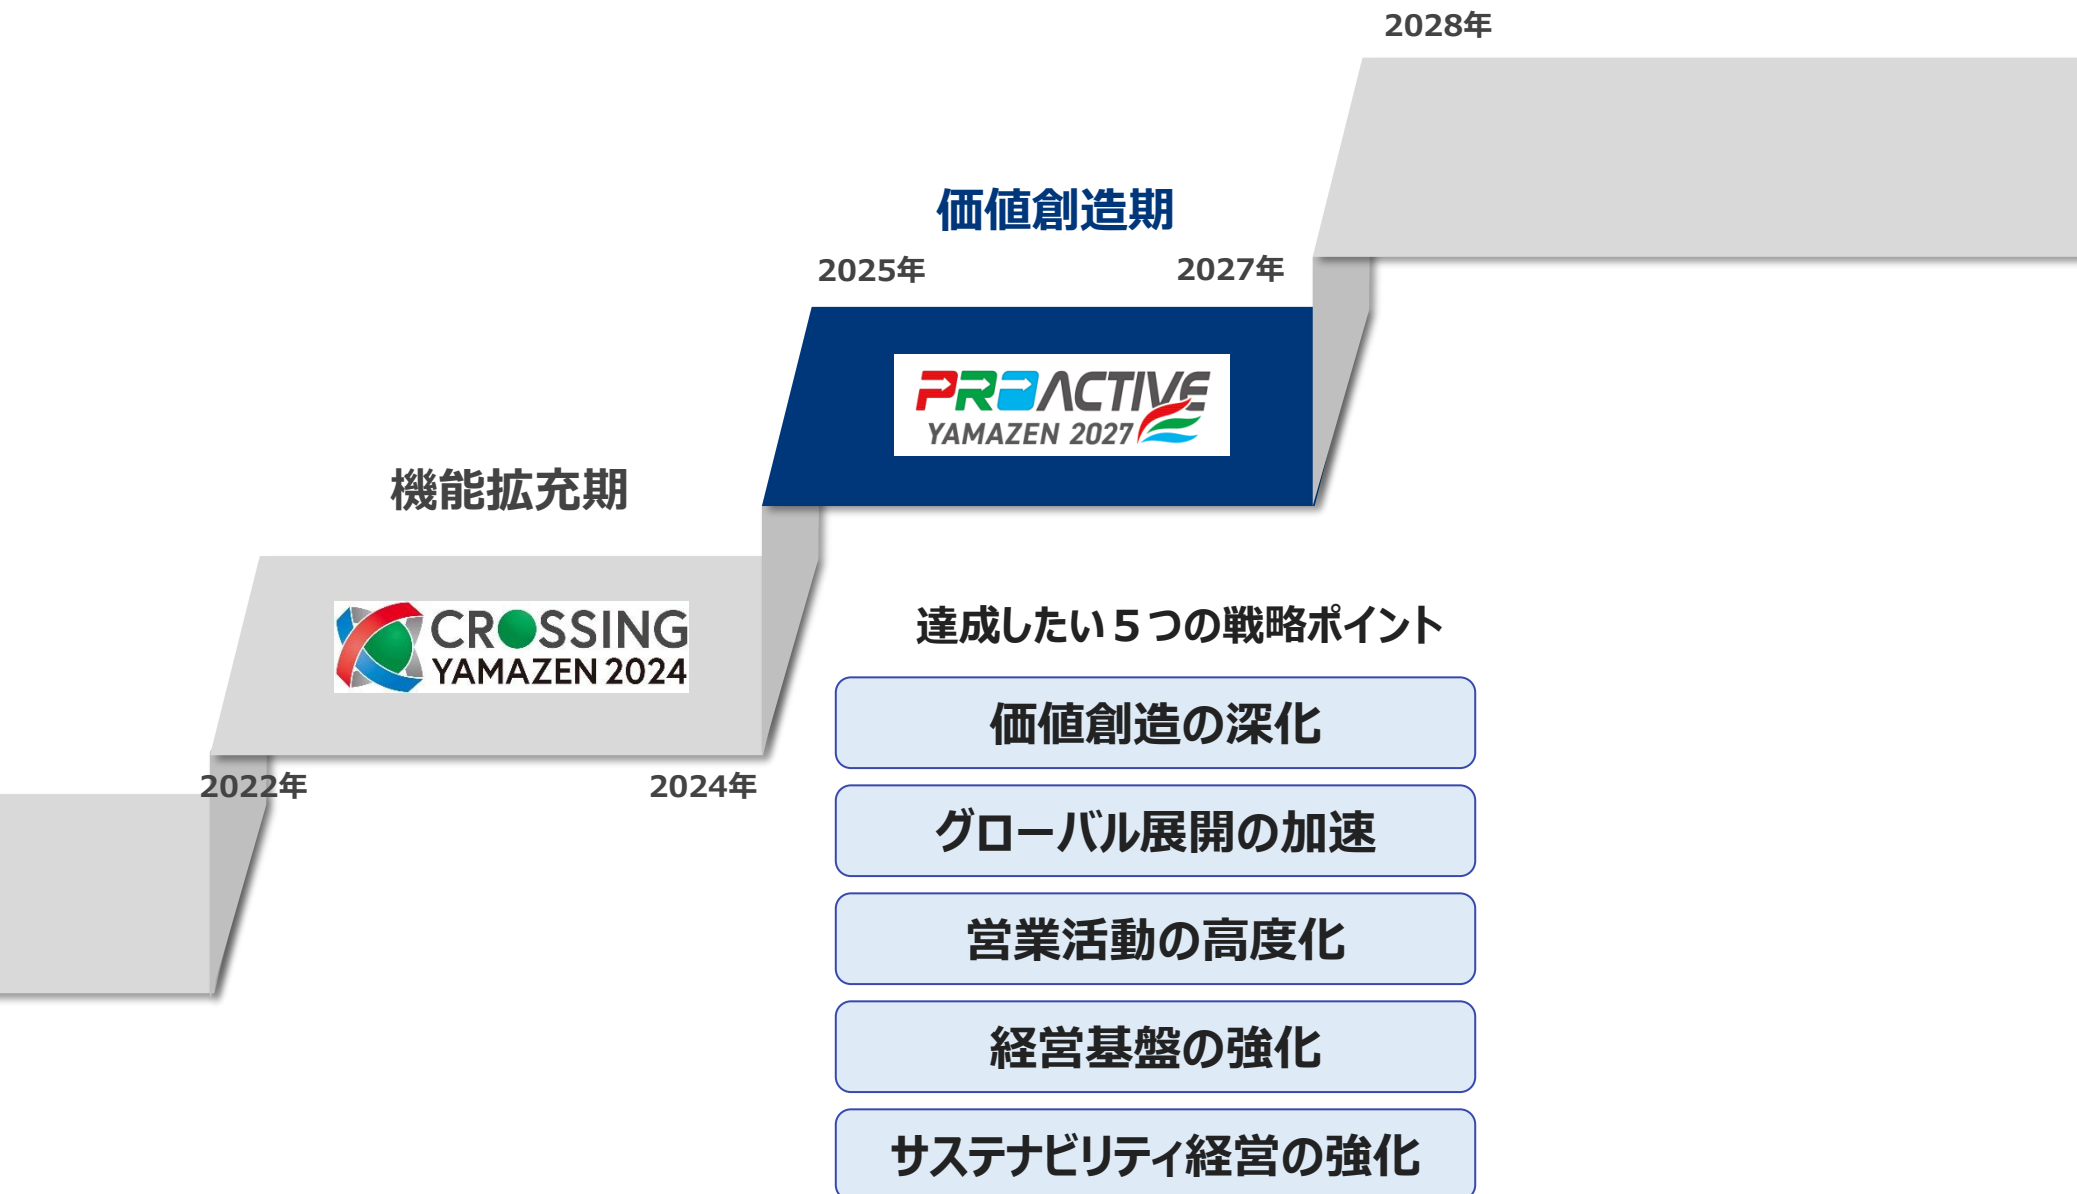 2028年
価値創造期
2025年
2027年
PROACTIVE
YAMAZEN 2027
機能拡充期
CROSSING
YAMAZEN 2024
2022年
2024年
達成したい５つの戦略ポイント
価値創造の深化
グローバル展開の加速
営業活動の高度化
経営基盤の強化
サステナビリティ経営の強化